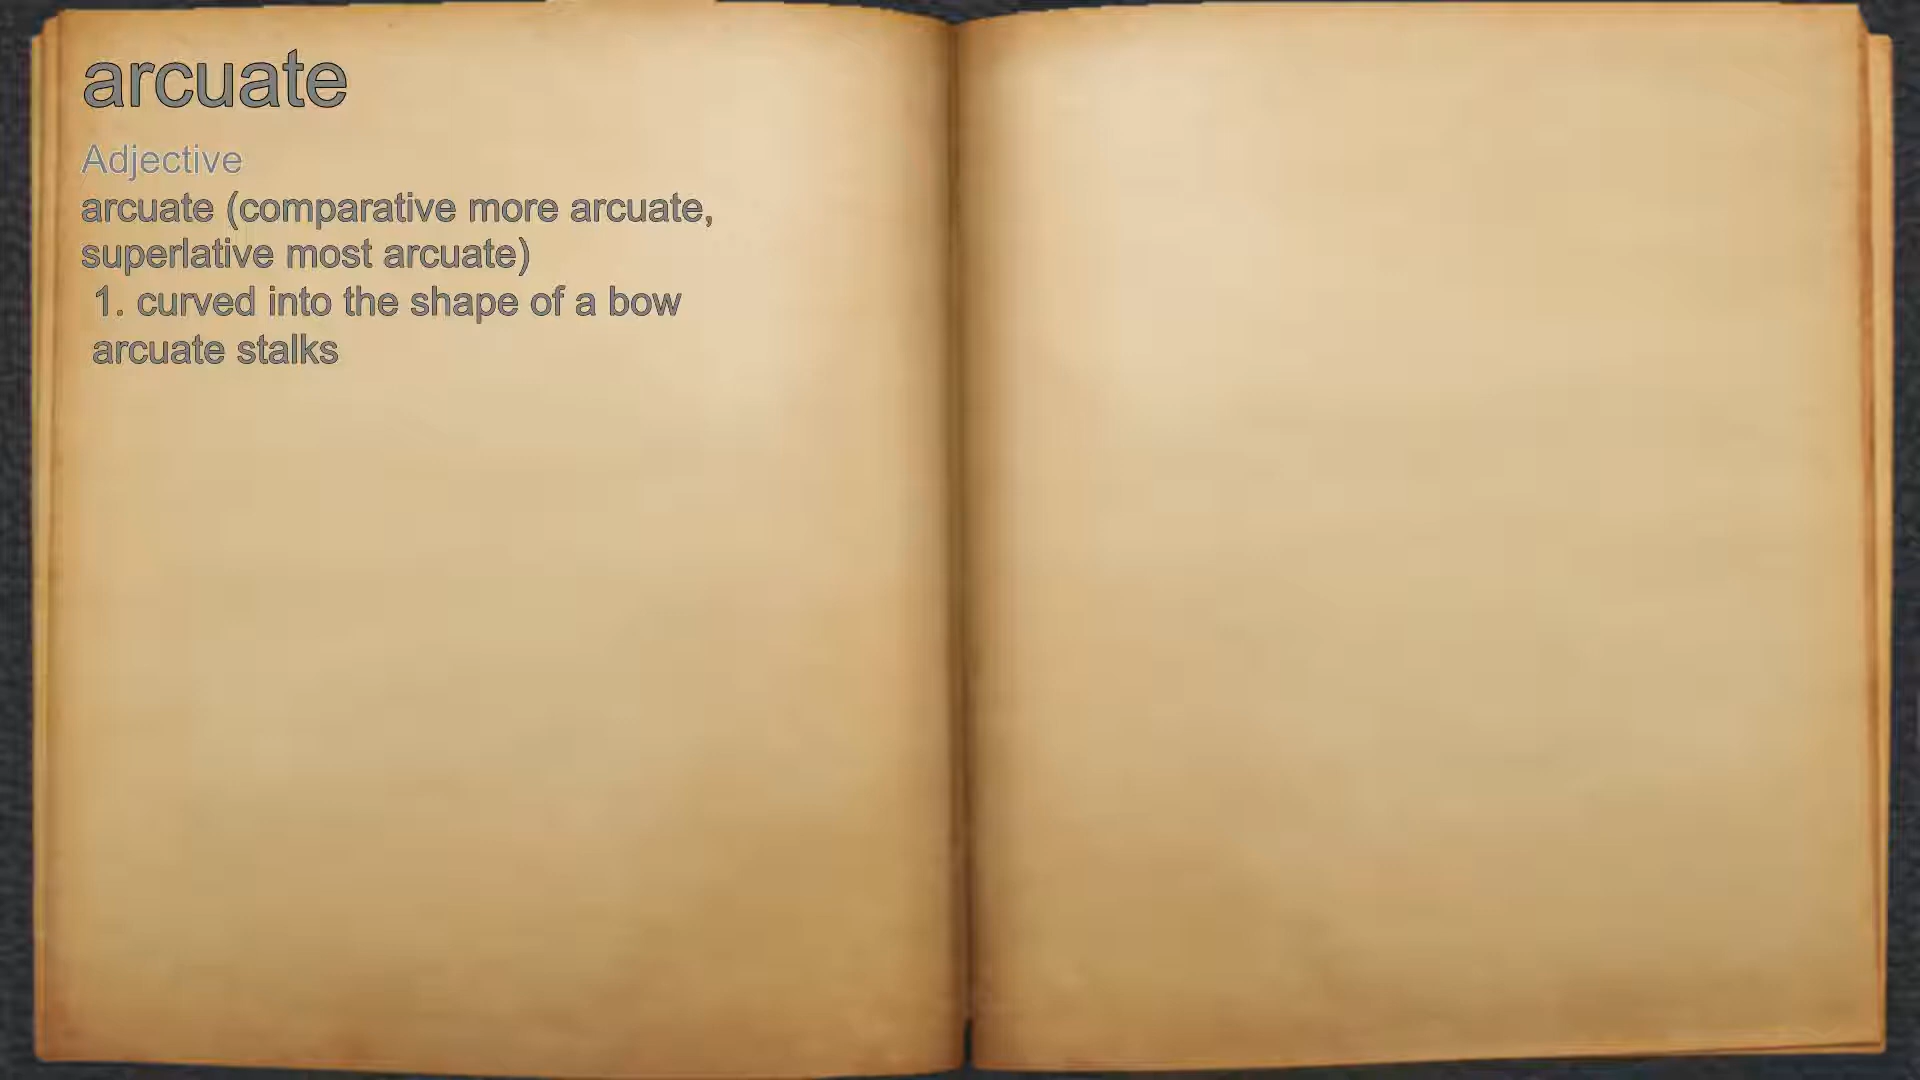 arcuate
Adjective
arcuate (comparative more arcuate,
superlative most arcuate)
1. curved into the shape of a bow
arcuate stalks